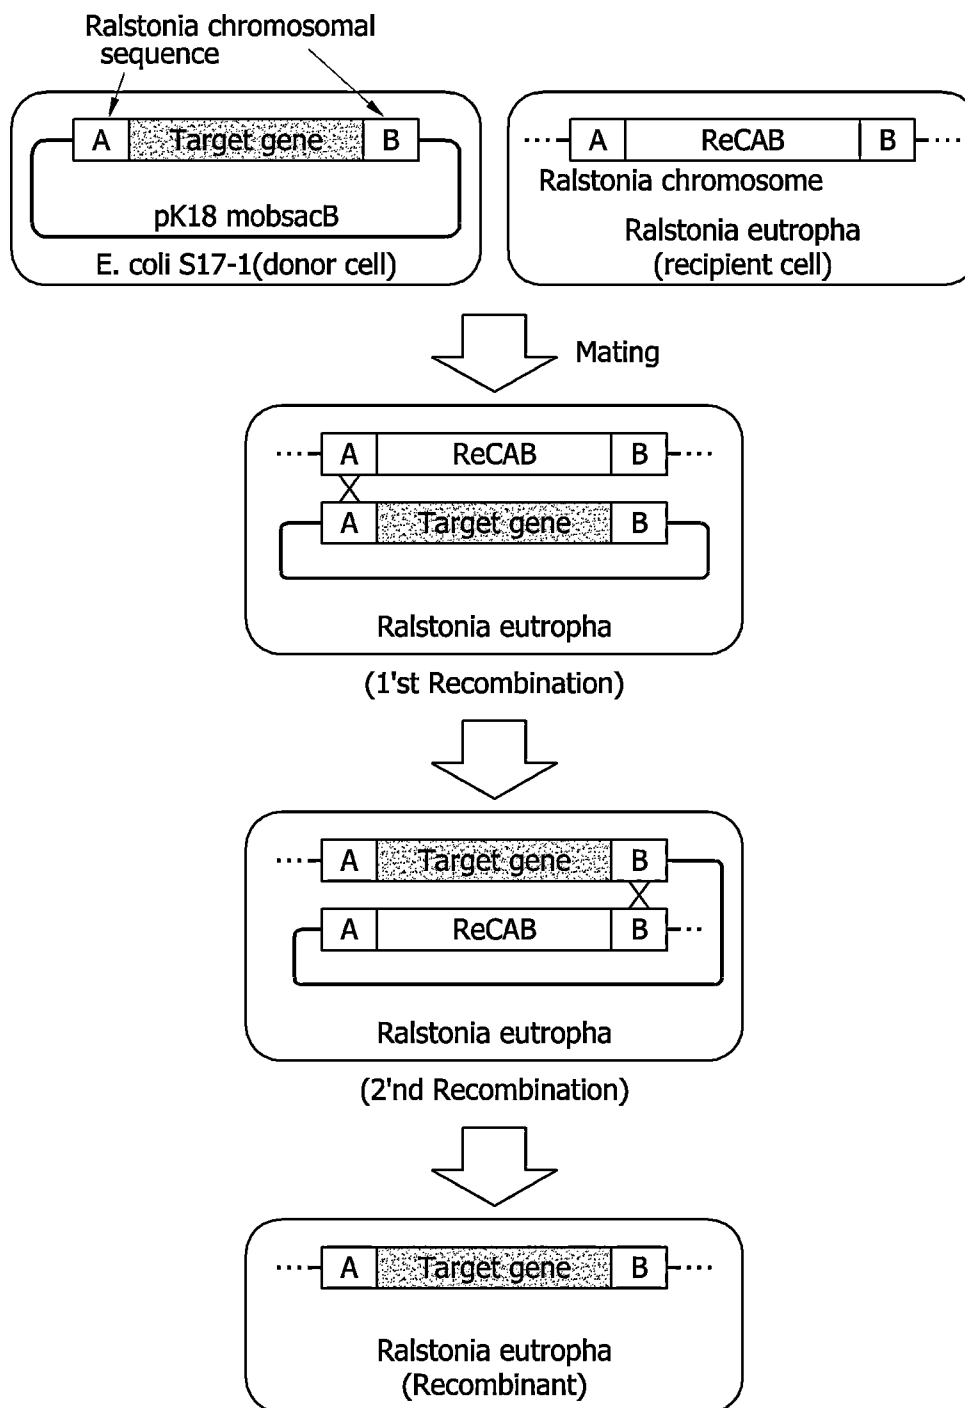 Ralstonia chromosomal
sequence
A Target gene B
pK18 mobsacB
E. coli S17-1(donor cell)
A ReCAB B
Ralstonia chromosome
Ralstonia eutropha
(recipient cell)
Mating
A ReCAB B
A Target gene B
Ralstonia eutropha
(1'st Recombination)
A Target gene B
A ReCAB B
Ralstonia eutropha
(2'nd Recombination)
A Target gene B
Ralstonia eutropha
(Recombinant)